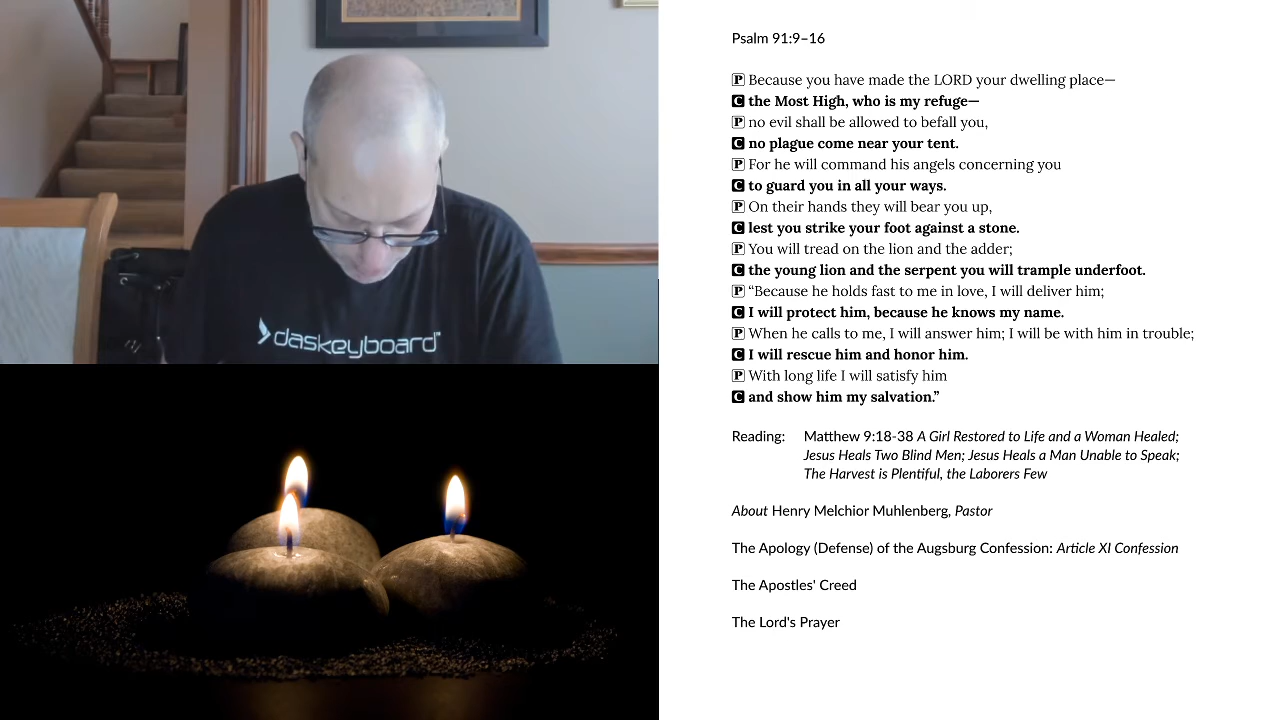 daskeyboard™
Psalm 91:9–16
P Because you have made the LORD your dwelling place—
C the Most High, who is my refuge—
P no evil shall be allowed to befall you,
C no plague come near your tent.
P For he will command his angels concerning you
C to guard you in all your ways.
P On their hands they will bear you up,
C lest you strike your foot against a stone.
P You will tread on the lion and the adder;
C the young lion and the serpent you will trample underfoot.
P “Because he holds fast to me in love, I will deliver him;
C I will protect him, because he knows my name.
P When he calls to me, I will answer him; I will be with him in trouble;
C I will rescue him and honor him.
P With long life I will satisfy him
C and show him my salvation.”
Reading: Matthew 9:18-38 A Girl Restored to Life and a Woman Healed;
Jesus Heals Two Blind Men; Jesus Heals a Man Unable to Speak;
The Harvest is Plentiful, the Laborers Few
About Henry Melchior Muhlenberg, Pastor
The Apology (Defense) of the Augsburg Confession: Article XI Confession
The Apostles' Creed
The Lord's Prayer